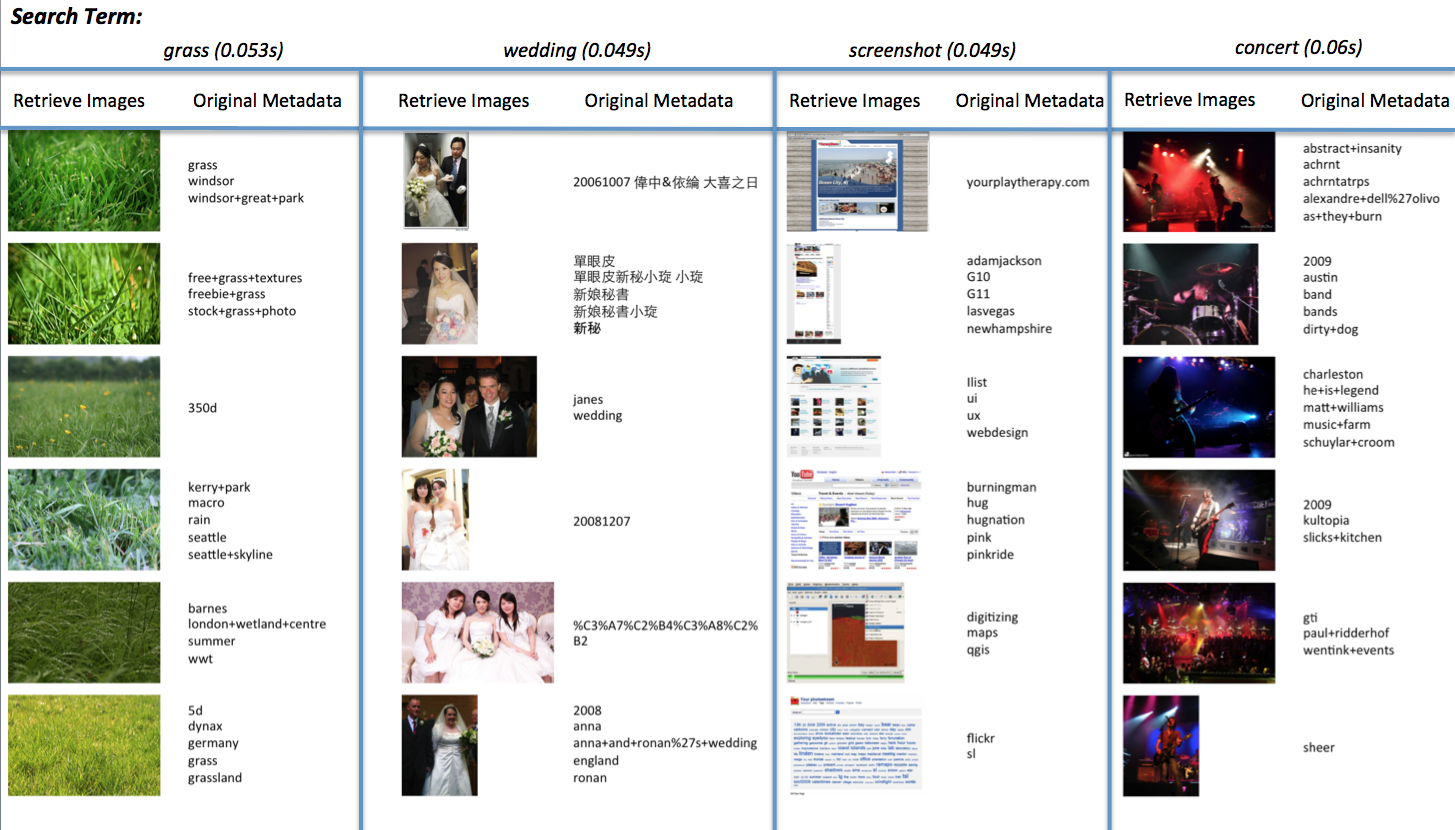 Search Term:
grass (0.053s)
wedding (0.049s)
screenshot (0.049s)
concert (0.06s)
Retrieve Images
Original Metadata
Retrieve Images
Original Metadata
Retrieve Images
Original Metadata
Retrieve Images
Original Metadata
grass
windsor
windsor+great+park
free+grass+textures
freebie+grass
stock+grass+photo
350d
kerry+park
macro
rain
seattle
seattle+skyline
barnes
london+wetland+centre
summer
wwt
5d
dynax
germany
grass
grassland
20061007 偉中&依綸 大喜之日
單眼皮
單眼皮新秘小琁 小琁
新娘秘書
新娘秘書小琁
新秘
janes
wedding
20081207
%C3%A7%C2%B4%C3%A8%C2%
B2
2008
anna
anna+and+ronan%27s+wedding
england
ronan
yourplaytherapy.com
adamjackson
G10
G11
lasvegas
newhampshire
Ilist
ui
ux
webdesign
You Tube
burningman
hug
hugnation
pink
pinkride
digitizing
maps
qgis
flickr
sl
abstract+insanity
achrnt
achrntatrps
alexandre+dell%27olivo
as+they+burn
2009
austin
band
bands
dirty+dog
charleston
he+is+legend
matt+williams
music+farm
schuylar+croom
2009
kultopia
slicks+kitchen
gti
paul+ridderhof
wentink+events
sheer